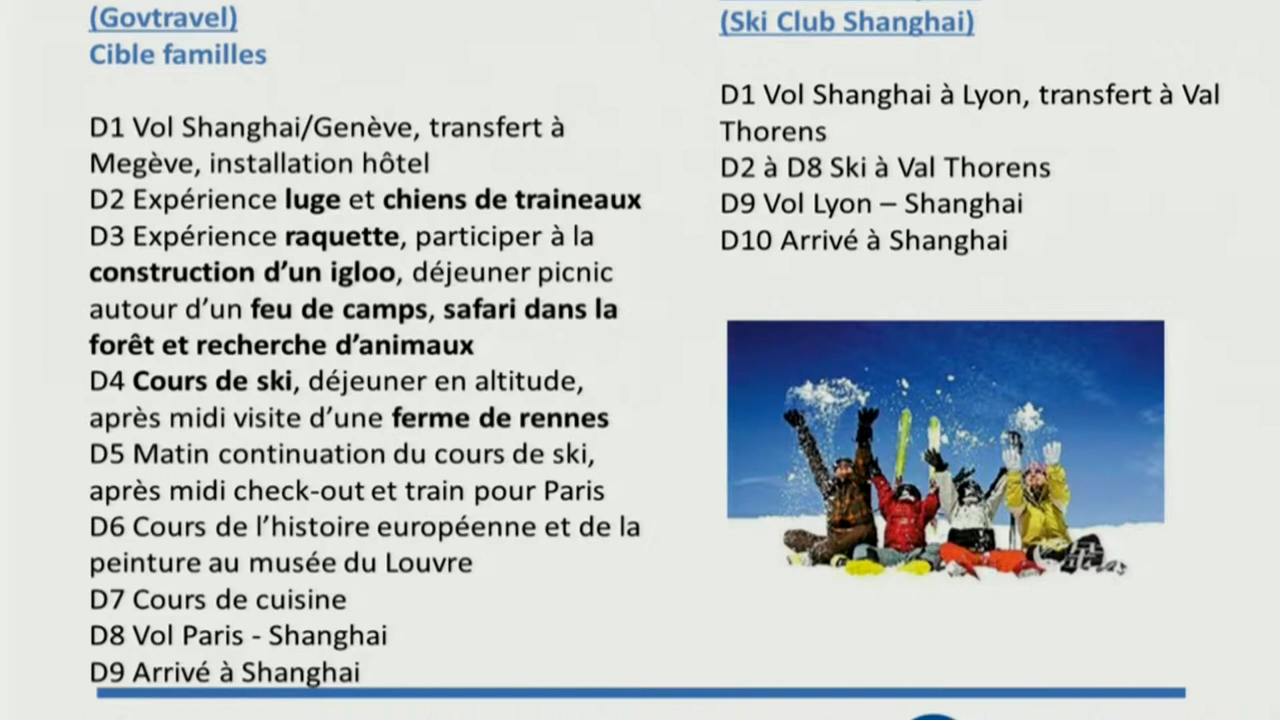 (Govtravel)
Cible familles
D1 Vol Shanghai/Genève, transfert à
Megève, installation hôtel
D2 Expérience luge et chiens de traineaux
D3 Expérience raquette, participer à la
construction d’un igloo, déjeuner picnic
autour d’un feu de camps, safari dans la
forêt et recherche d’animaux
D4 Cours de ski, déjeuner en altitude,
après midi visite d’une ferme de rennes
D5 Matin continuation du cours de ski,
après midi check-out et train pour Paris
D6 Cours de l’histoire européenne et de la
peinture au musée du Louvre
D7 Cours de cuisine
D8 Vol Paris - Shanghai
D9 Arrivé à Shanghai
(Ski Club Shanghai)
D1 Vol Shanghai à Lyon, transfert à Val
Thorens
D2 à D8 Ski à Val Thorens
D9 Vol Lyon – Shanghai
D10 Arrivé à Shanghai